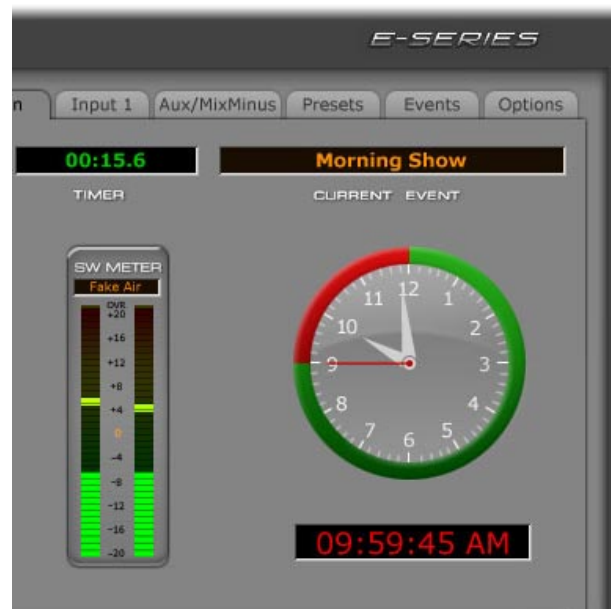 E-SERIES
n Input 1 Aux/MixMinus Presets Events Options
00:15.6 Morning Show
TIMER CURRENT EVENT
SW METER
Fake Air
OVR
+20
+16
+12
+8
+4
0
-4
-8
-12
-16
-20
12
1
2
3
4
5
6
7
8
9
10
11
09:59:45 AM